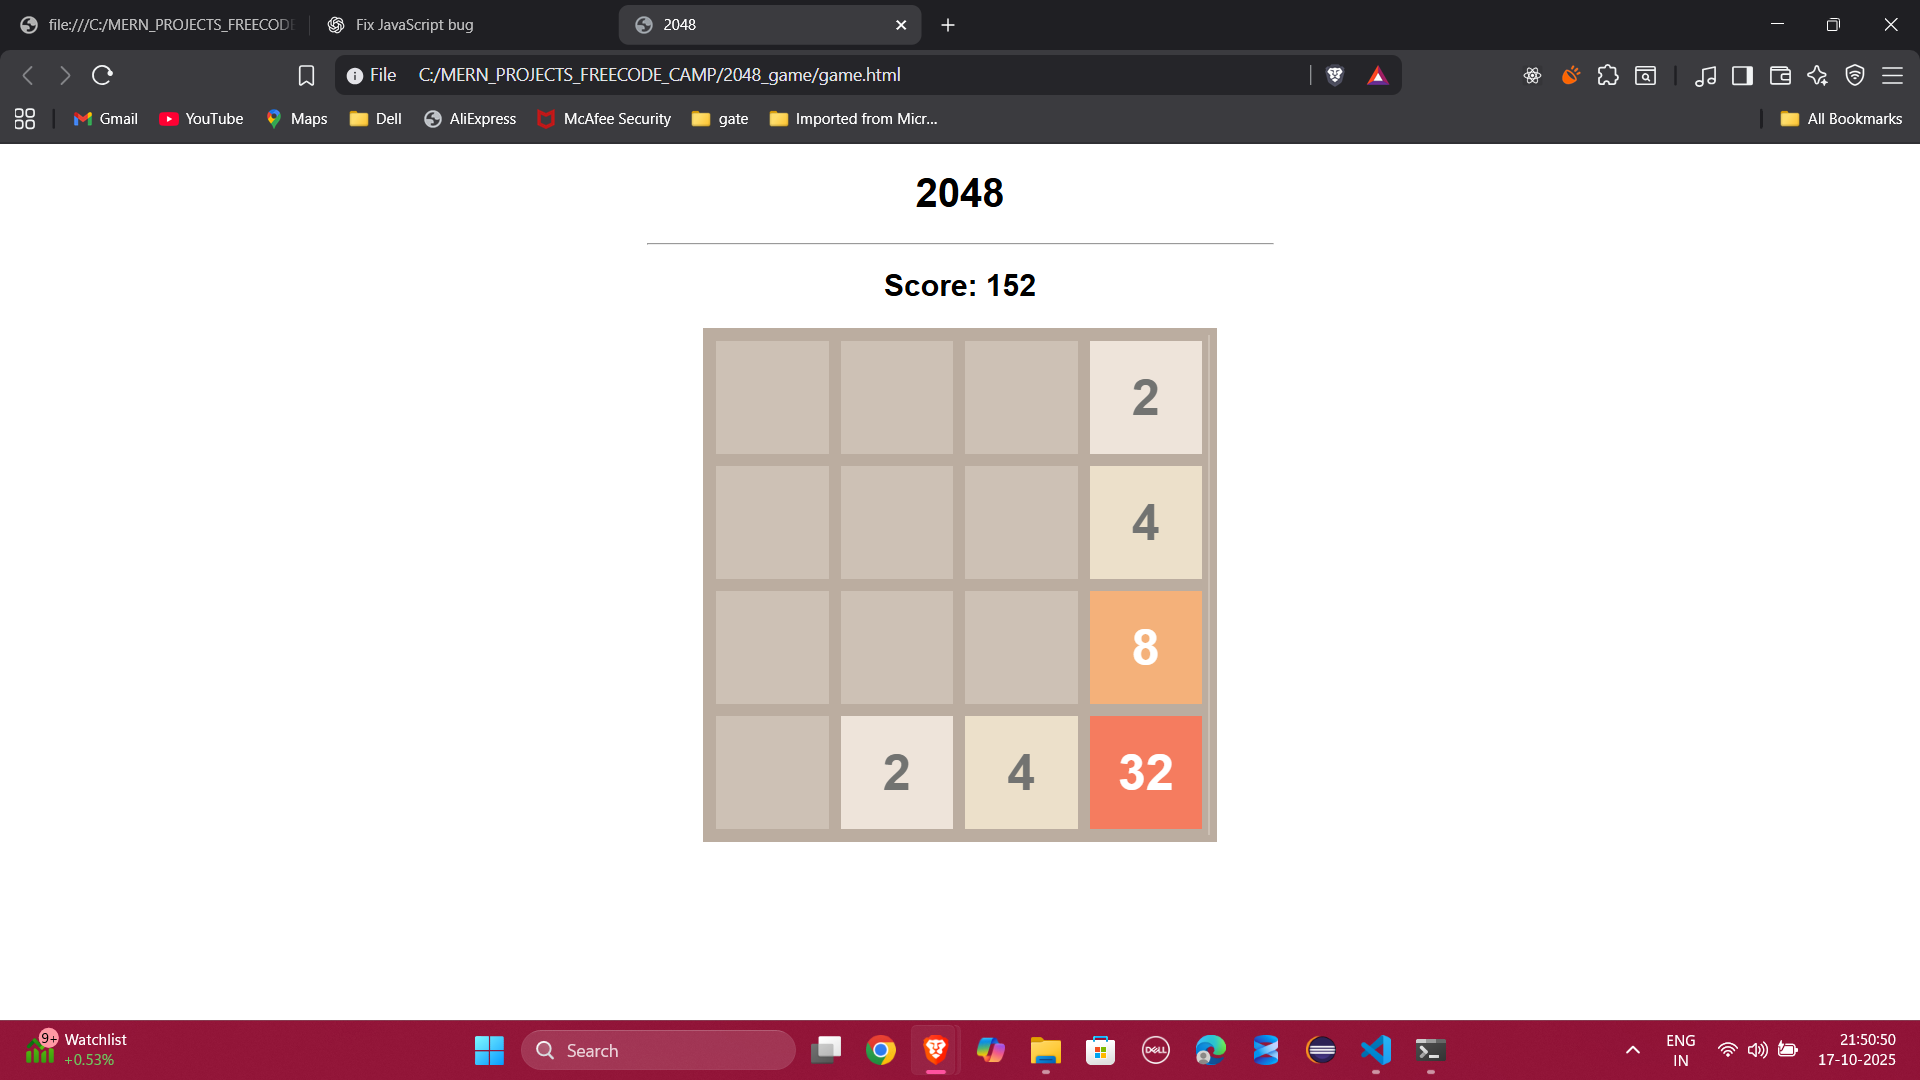 file:///C:/MERN_PROJECTS_FREECODE
Fix JavaScript bug
2048
File C:/MERN_PROJECTS_FREECODE_CAMP/2048_game/game.html
Gmail YouTube Maps Dell AliExpress McAfee Security gate Imported from Micr... All Bookmarks
2048
Score: 152
2
4
8
2 4 32
9+ Watchlist
+0.53%
Search
DELL
ENG
IN
21:50:50
17-10-2025